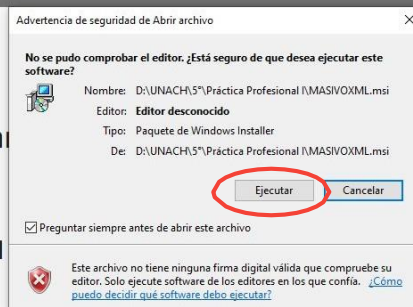 Advertencia de seguridad de Abrir archivo
No se pudo comprobar el editor. ¿Está seguro de que desea ejecutar este
software?
Nombre: D:\UNACH\5°\Práctica Profesional I\MASIVOXML.msi
Editor: Editor desconocido
Tipo: Paquete de Windows Installer
De: D:\UNACH\5°\Práctica Profesional I\MASIVOXML.msi
Ejecutar Cancelar
Preguntar siempre antes de abrir este archivo
Este archivo no tiene ninguna firma digital válida que compruebe su
editor. Solo ejecute software de los editores en los que confía. ¿Cómo
puedo decidir qué software debo ejecutar?